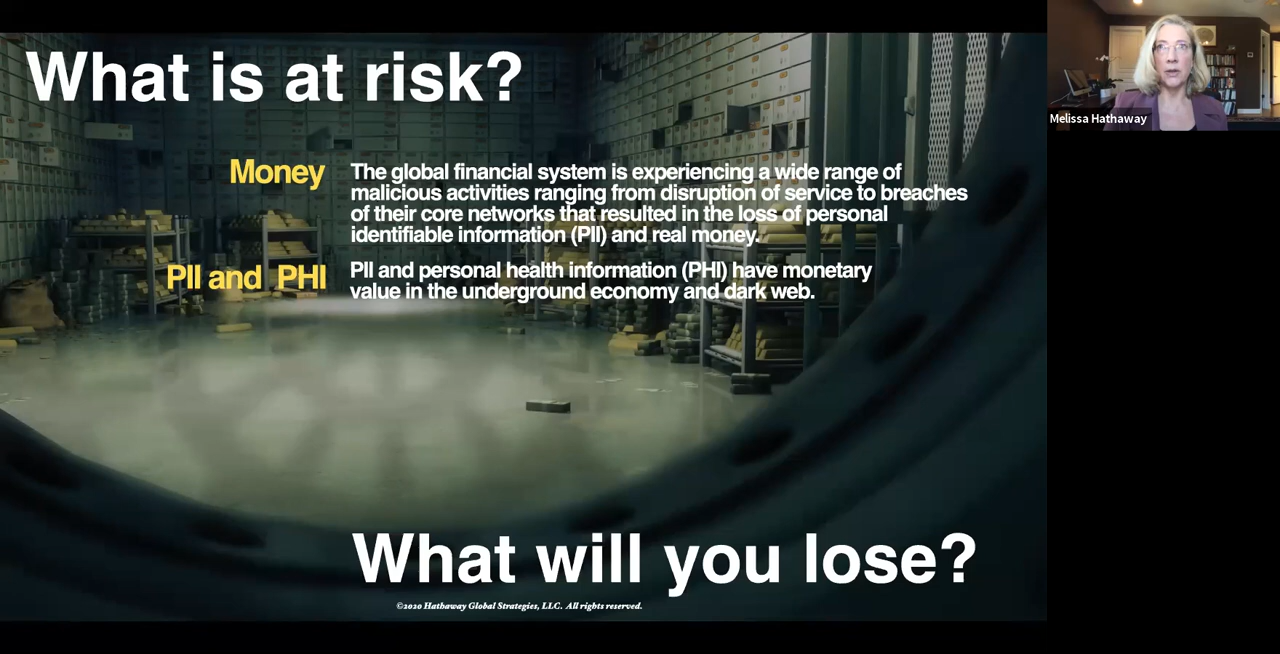 What is at risk?
Melissa Hathaway
Money
The global financial system is experiencing a wide range of
malicious activities ranging from disruption of service to breaches
of their core networks that resulted in the loss of personal
identifiable information (PII) and real money.
PII and PHI
PII and personal health information (PHI) have monetary
value in the underground economy and dark web.
What will you lose?
©2020 Hathaway Global Strategies, LLC. All rights reserved.